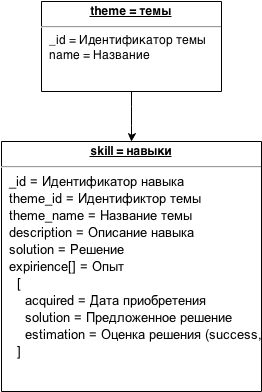 theme = темы
_id = Идентификатор темы
name = Название
skill = навыки
_id = Идентификатор навыка
theme_id = Идентификтор темы
theme_name = Название темы
description = Описание навыка
solution = Решение
expirience[] = Опыт
[
acquired = Дата приобретения
solution = Предложенное решение
estimation = Оценка решения (success,
]